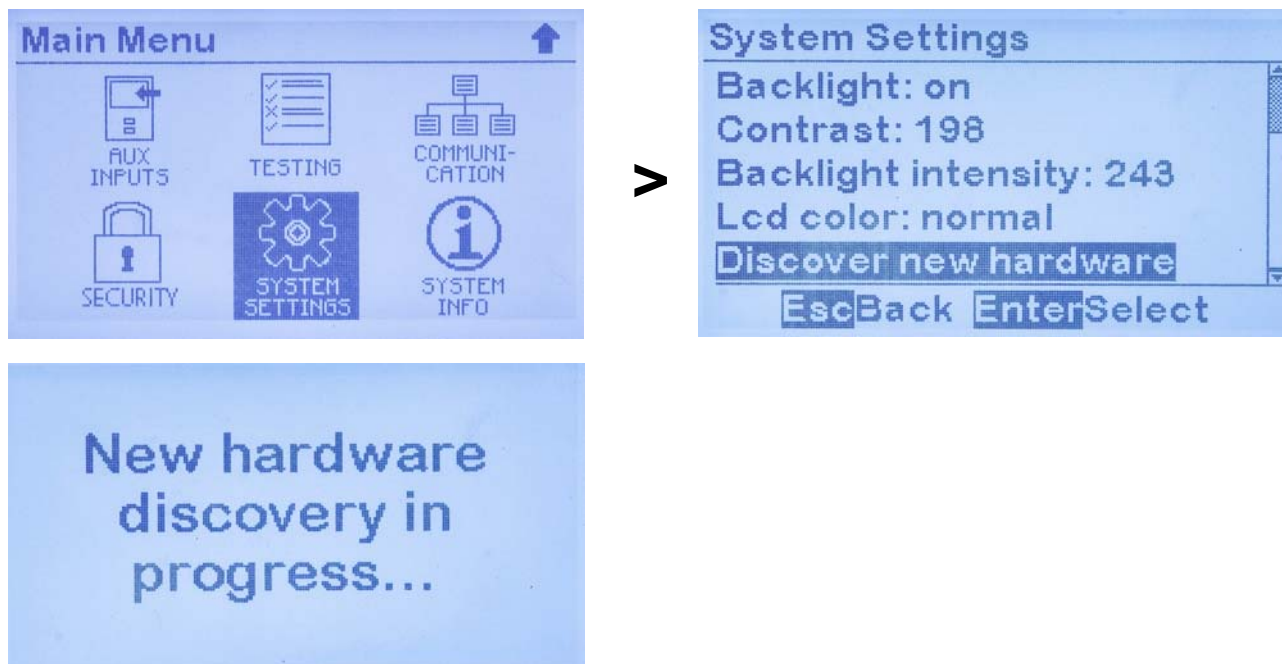 Main Menu
AUX
INPUTS
TESTING
COMMUNI-
CATION
SECURITY
SYSTEM
SETTINGS
SYSTEM
INFO
>
System Settings
Backlight: on
Contrast: 198
Backlight intensity: 243
Lcd color: normal
Discover new hardware
EscBack EnterSelect
New hardware
discovery in
progress...